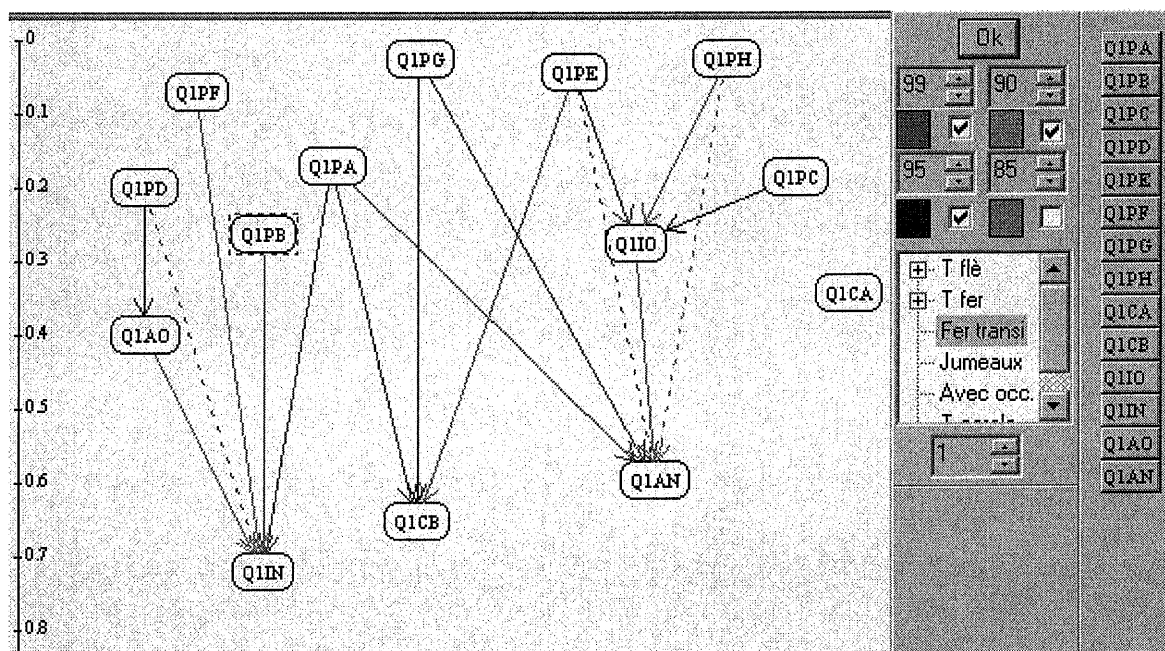 0
0.1
0.2
0.3
0.4
0.5
0.6
0.7
0.8
Q1PG
Q1PE
Q1PH
Q1PF
Q1PA
Q1PC
Q1PD
Q1PB
Q1IO
Q1CA
Q1AO
Q1AN
Q1CB
Q1IN
Ok
99 90
95 85
T flè
T fer
Fer transi
Jumeaux
Avec occ.
1
Q1PA
Q1PB
Q1PC
Q1PD
Q1PE
Q1PF
Q1PG
Q1PH
Q1CA
Q1CB
Q1IO
Q1IN
Q1AO
Q1AN